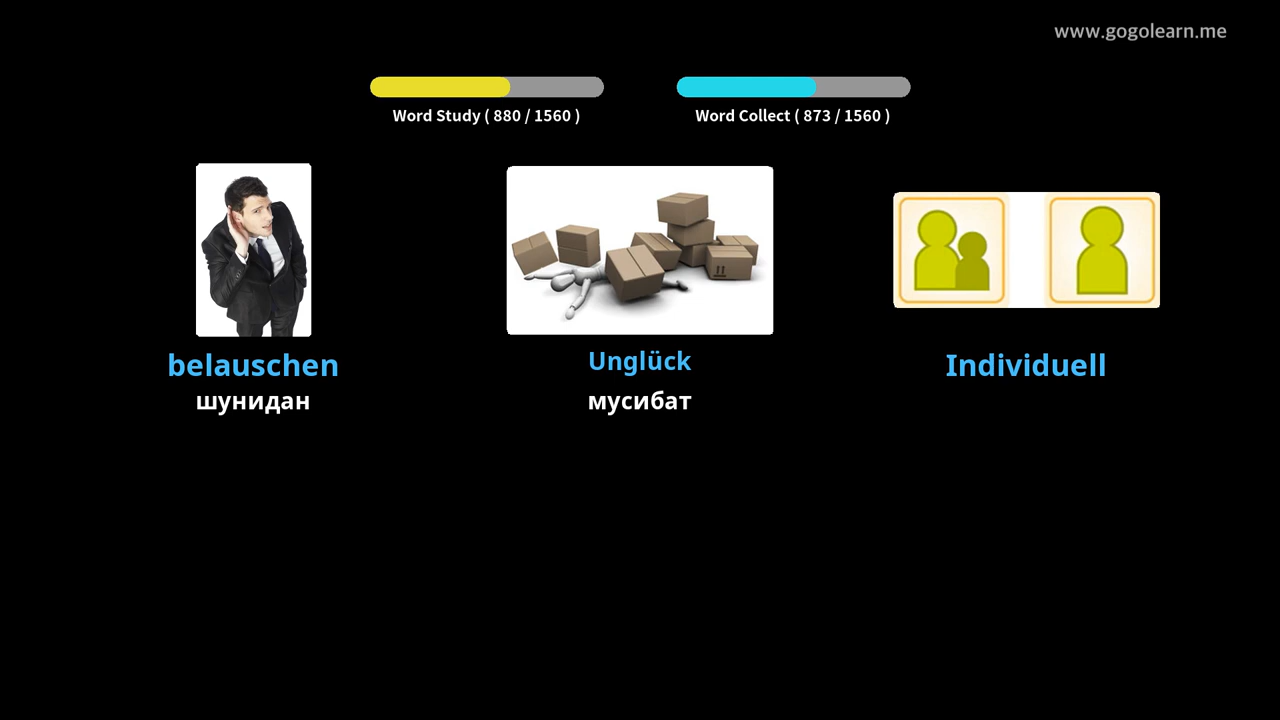 www.gogolearn.me
Word Study ( 880 / 1560 )
Word Collect ( 873 / 1560 )
belauschen
шунидан
Unglück
мусибат
Individuell